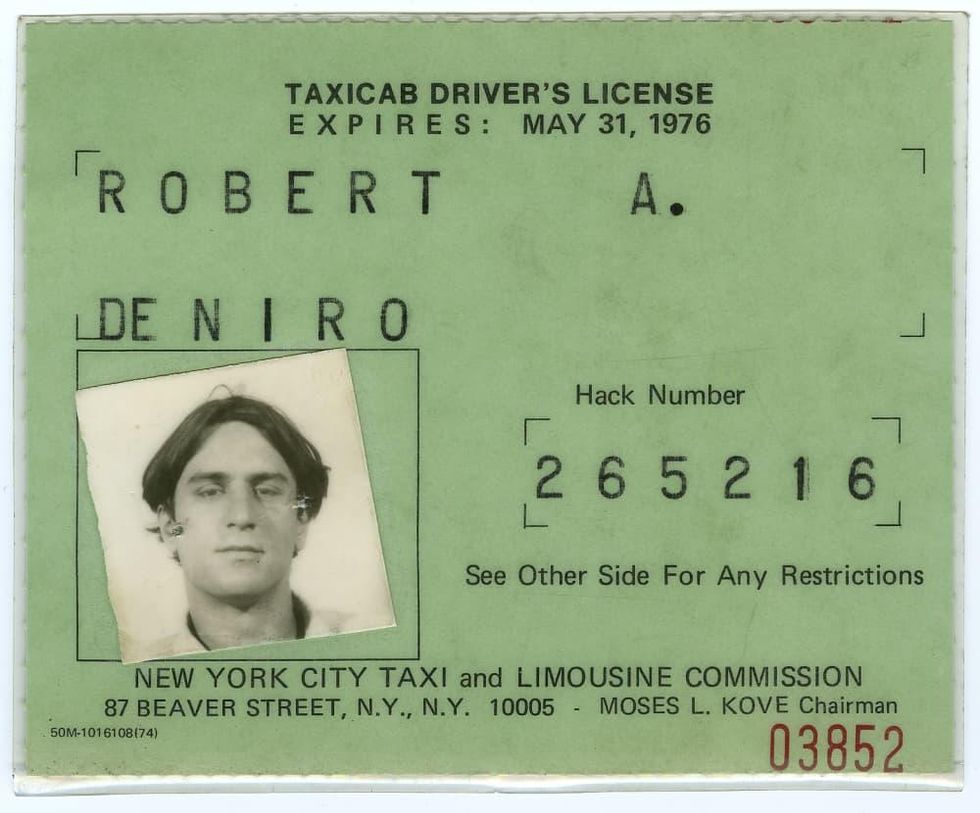 TAXICAB DRIVER'S LICENSE
EXPIRES: MAY 31, 1976
ROBERT A.
DE NIRO
Hack Number
265216
See Other Side For Any Restrictions
NEW YORK CITY TAXI and LIMOUSINE COMMISSION
87 BEAVER STREET, N.Y., N.Y. 10005 - MOSES L. KOVE Chairman
50M-1016108(74)
03852